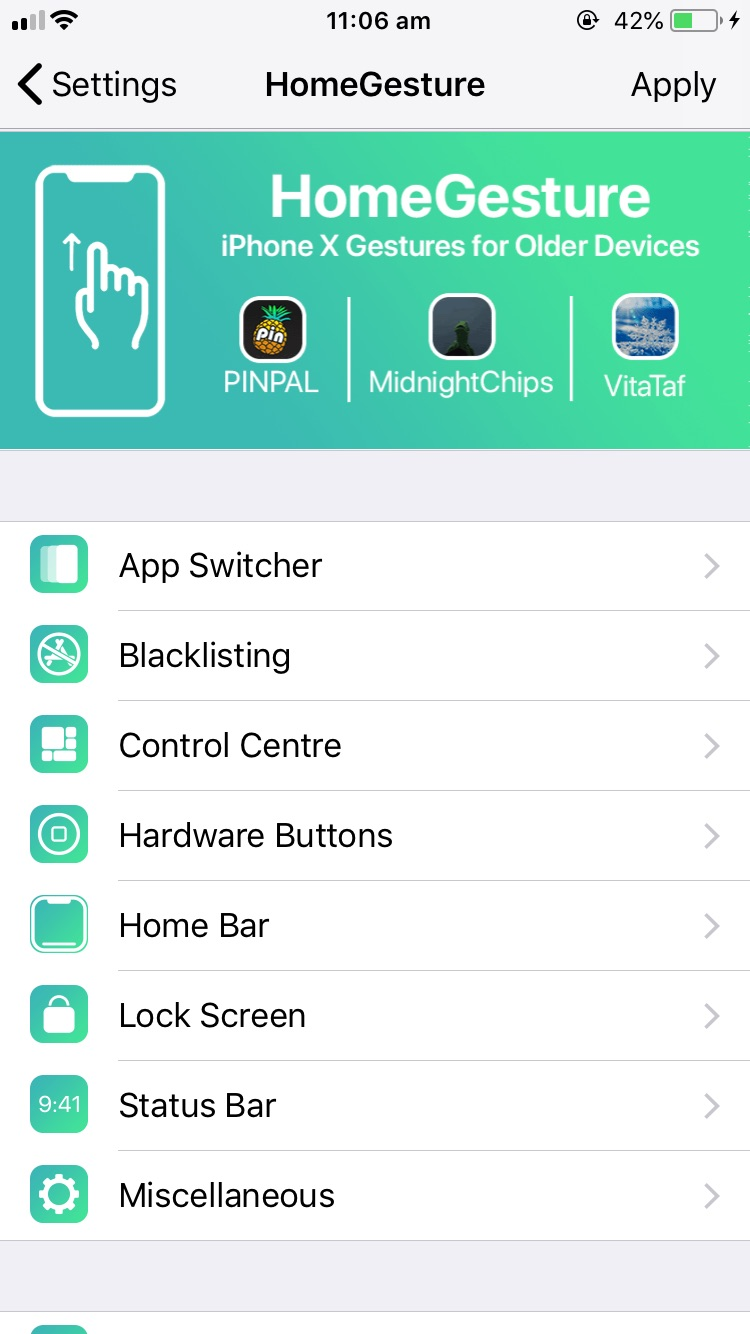 11:06 am 42%
Settings HomeGesture Apply
HomeGesture
iPhone X Gestures for Older Devices
pin
PINPAL MidnightChips VitaTaf
App Switcher
Blacklisting
Control Centre
Hardware Buttons
Home Bar
Lock Screen
9:41 Status Bar
Miscellaneous